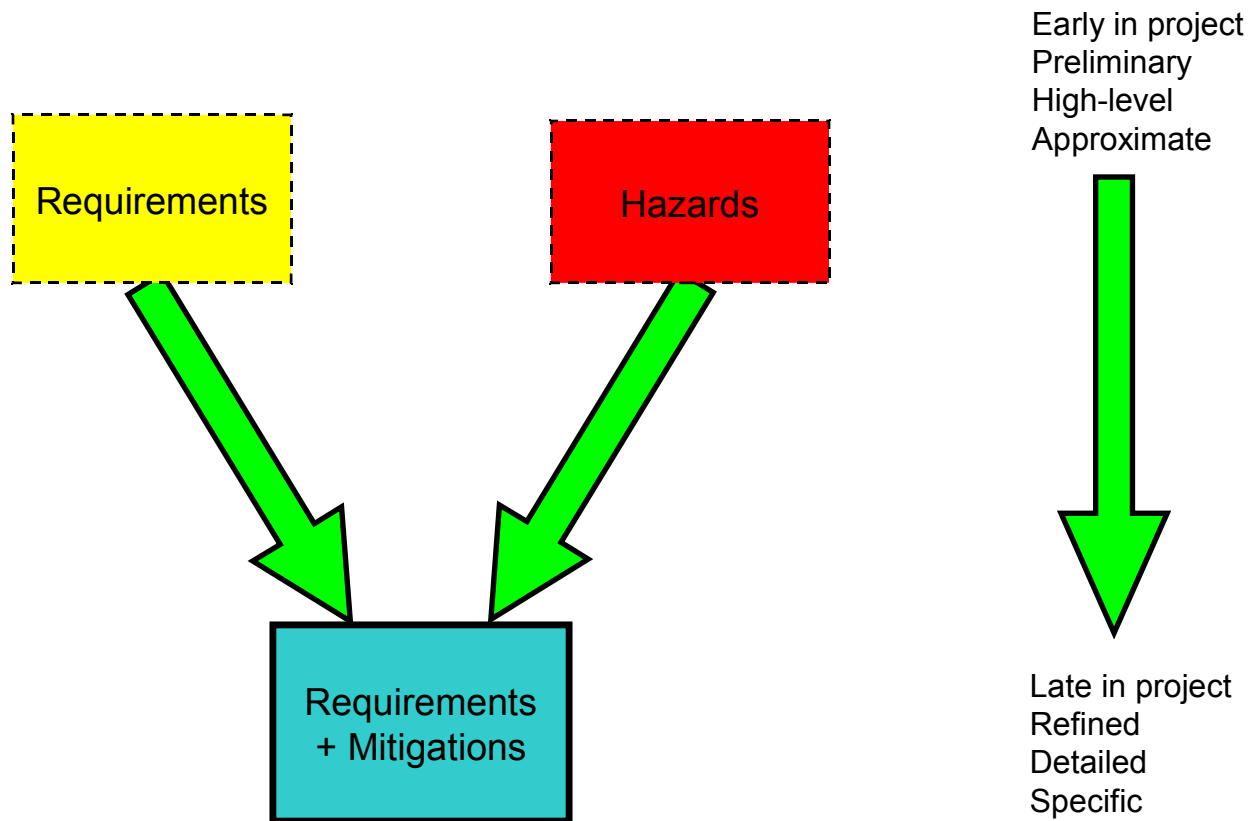 Early in project
Preliminary
High-level
Approximate
Requirements
Hazards
Requirements
+ Mitigations
Late in project
Refined
Detailed
Specific